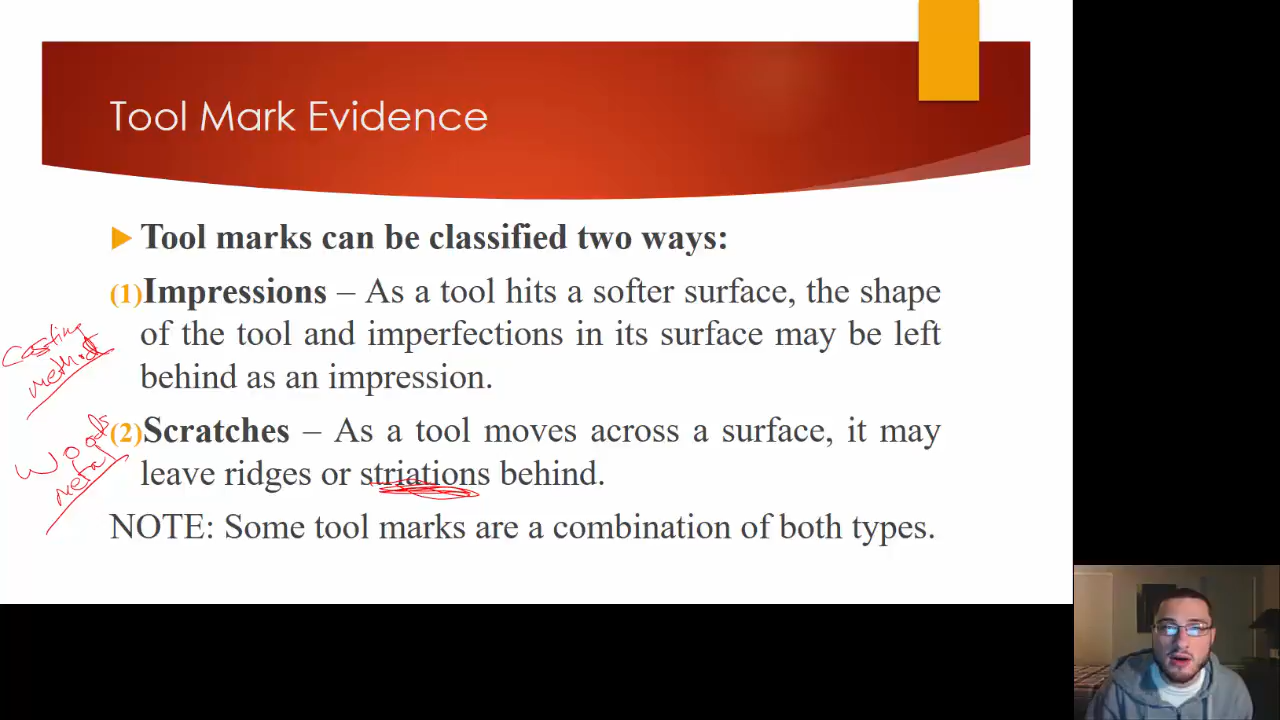 Tool Mark Evidence
Tool marks can be classified two ways:
(1)Impressions – As a tool hits a softer surface, the shape
of the tool and imperfections in its surface may be left
behind as an impression.
(2)Scratches – As a tool moves across a surface, it may
leave ridges or striations behind.
NOTE: Some tool marks are a combination of both types.
Casting
method
Woods
metal